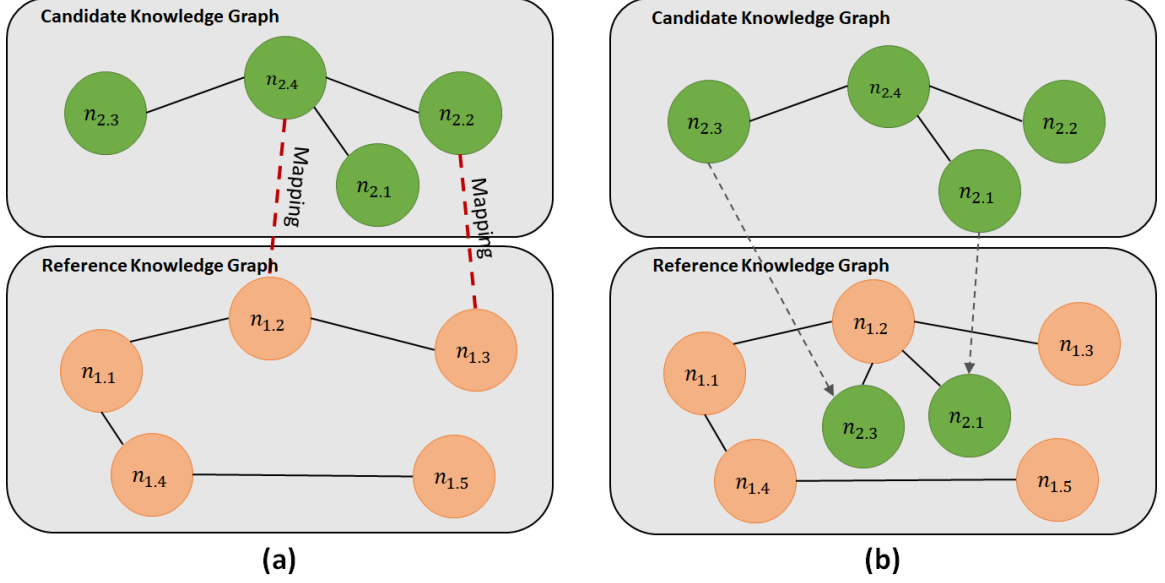 Candidate Knowledge Graph
n2.4
n2.3
n2.2
n2.1
Mapping
Mapping
Reference Knowledge Graph
n1.2
n1.3
n1.1
n1.4
n1.5
(a)
Candidate Knowledge Graph
n2.4
n2.3
n2.2
n2.1
Reference Knowledge Graph
n1.2
n1.3
n1.1
n2.1
n2.3
n1.4
n1.5
(b)